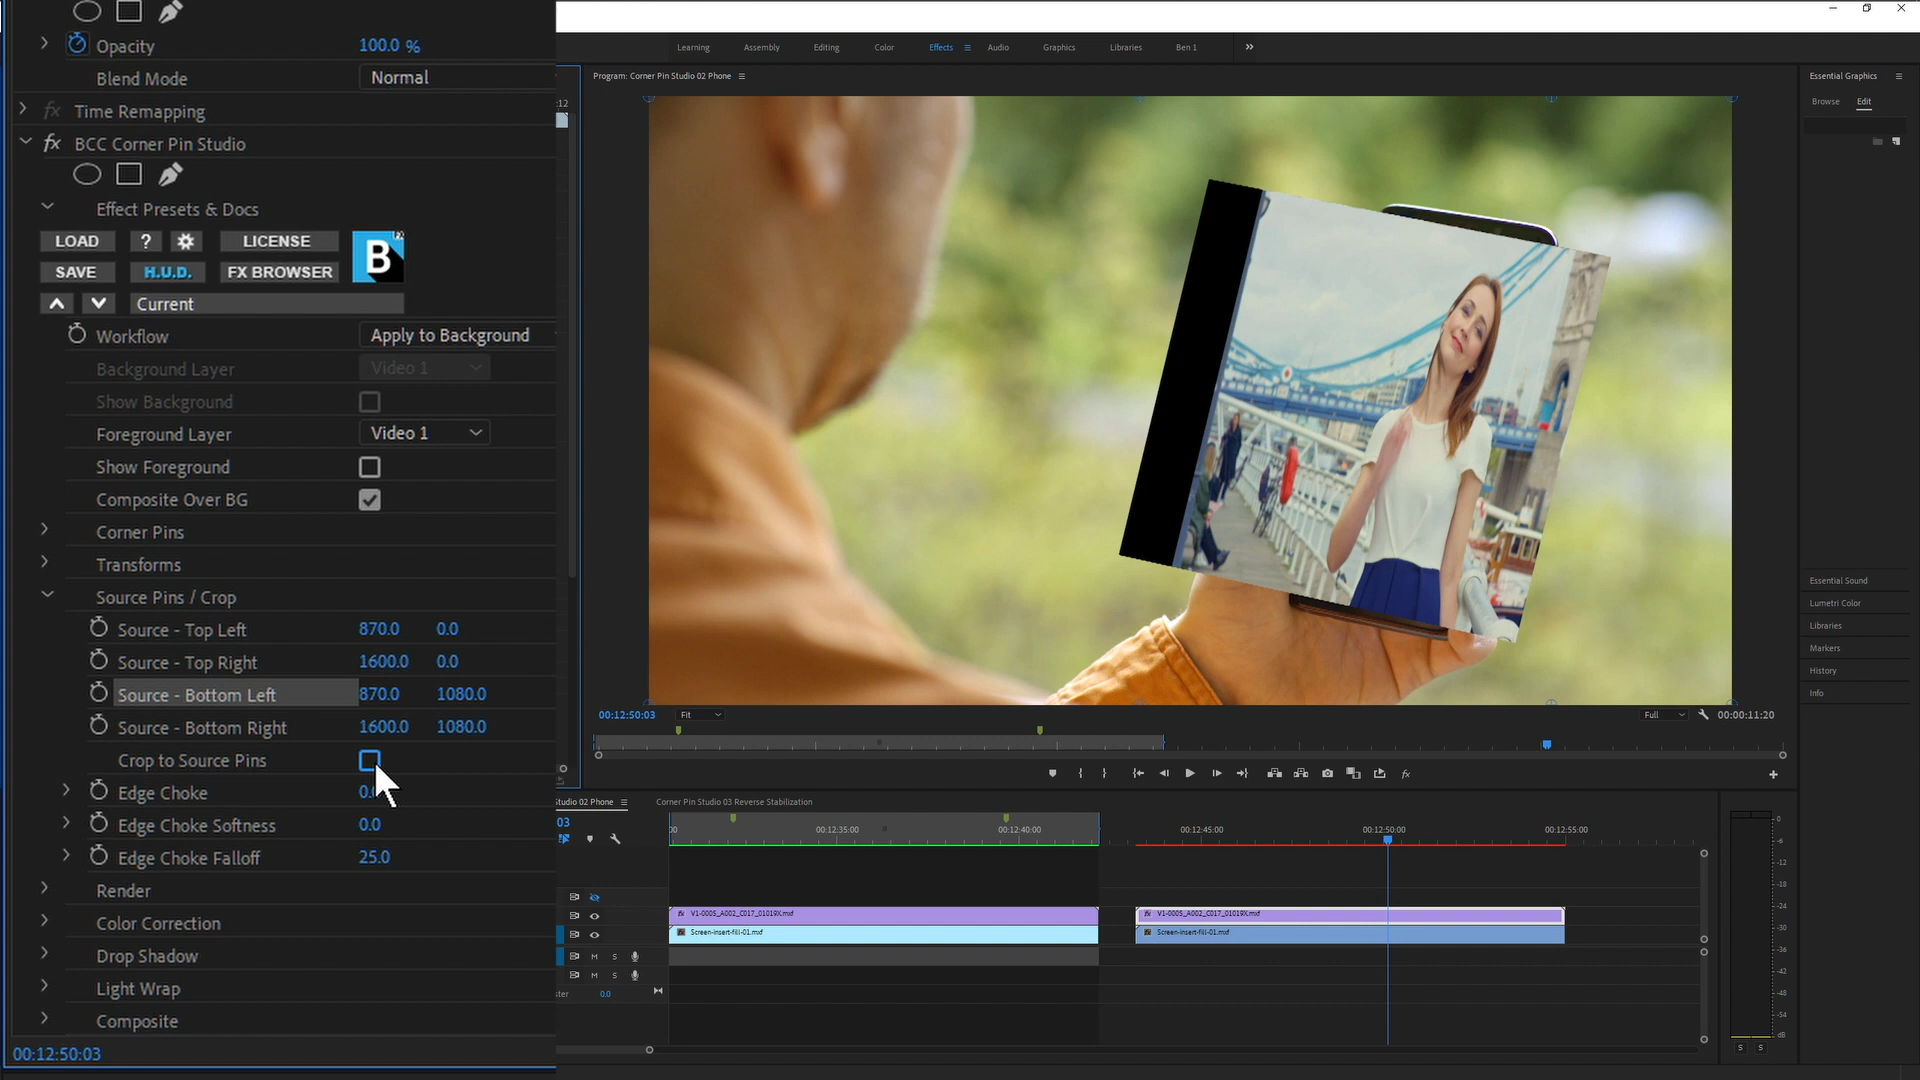 Opacity 100.0 %
Blend Mode Normal
fx Time Remapping
fx BCC Corner Pin Studio
Effect Presets & Docs
LOAD ? LICENSE
SAVE H.U.D. FX BROWSER
B
Current
Workflow Apply to Background
Background Layer Video 1
Show Background
Foreground Layer Video 1
Show Foreground
Composite Over BG
Corner Pins
Transforms
Source Pins / Crop
Source - Top Left 870.0 0.0
Source - Top Right 1600.0 0.0
Source - Bottom Left 870.0 1080.0
Source - Bottom Right 1600.0 1080.0
Crop to Source Pins
Edge Choke 0.
Edge Choke Softness 0.0
Edge Choke Falloff 25.0
Render
Color Correction
Drop Shadow
Light Wrap
Composite
00:12:50:03
Learning Assembly Editing Color Effects Audio Graphics Libraries Ben 1
:12
Program: Corner Pin Studio 02 Phone
00:12:50:03 Fit Full 00:00:11:20
fx
Studio 02 Phone Corner Pin Studio 03 Reverse Stabilization
03 00 00:12:35:00 00:12:40:00 00:12:45:00 00:12:50:00 00:12:55:00
fx V1-0005_A002_C017_01019X.mxf fx V1-0005_A002_C017_01019X.mxf
fx Screen-insert-fill-01.mxf fx Screen-insert-fill-01.mxf
M S
M S
ster 0.0
0
-6
-12
-18
-24
-30
-36
-42
-48
-54
dB
S S
Essential Graphics
Browse Edit
Essential Sound
Lumetri Color
Libraries
Markers
History
Info